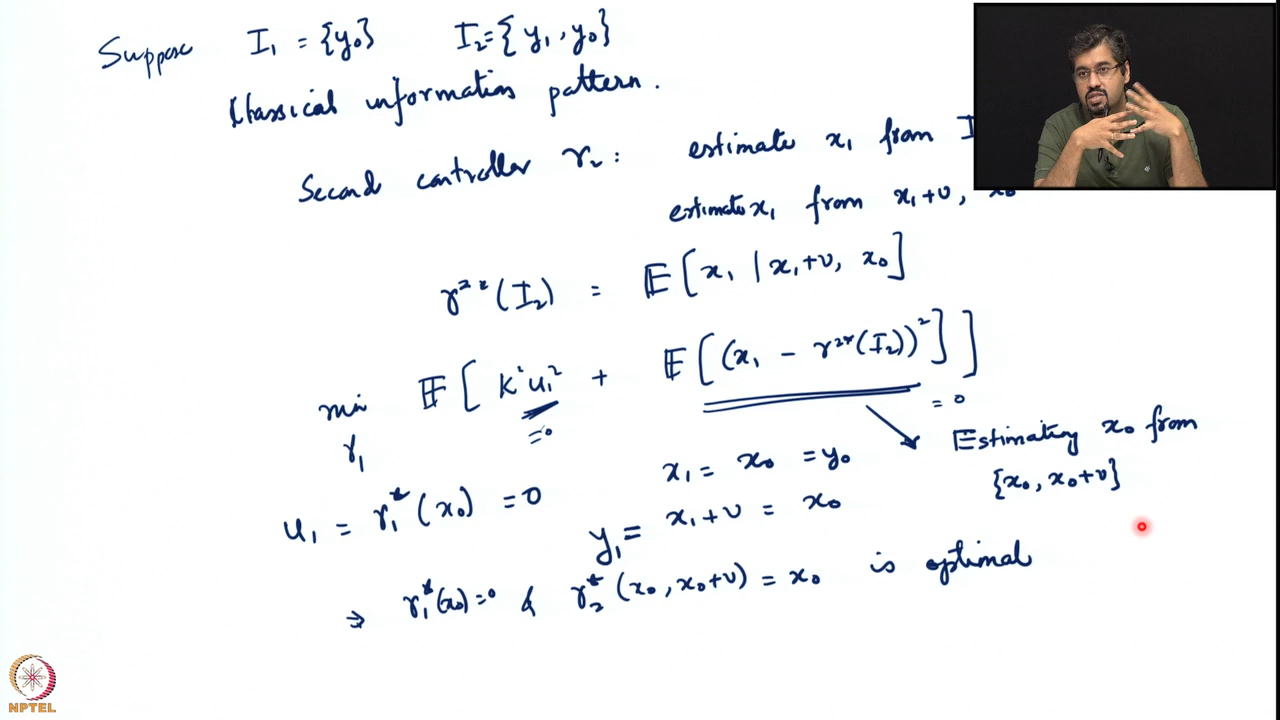 Suppose I₁ = {y₀} I₂ = {y₁, y₀}
Classical information pattern.
Second controller γ₂ : estimate x₁ from I
estimate x₁ from x₁+v, x₀
γ²*(I₂) = 𝔼[x₁ | x₁+v, x₀]
min γ₁ 𝔼[K²u₁² + 𝔼[(x₁ - γ²*(I₂))²]]
=0 = 0
Estimating x₀ from
{x₀, x₀+v}
x₁ = x₀ = y₀
u₁ = γ₁*(x₀) = 0
y₁ = x₁+v = x₀
⇒ γ₁*(x₀)=0 & γ₂*(x₀, x₀+v) = x₀ is optimal
NPTEL